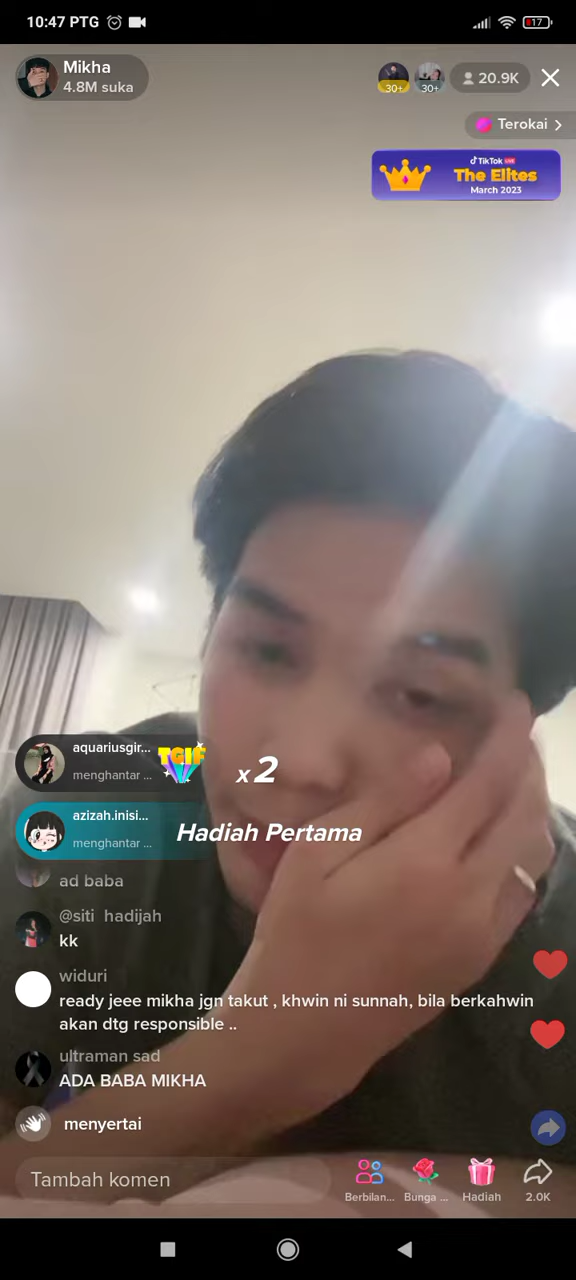 10:47 PTG
17
Mikha
4.8M suka
30+
30+
20.9K
Terokai
TikTok LIVE
The Elites
March 2023
aquariusgir...
menghantar ...
TGIF
x2
azizah.inisi...
menghantar ...
Hadiah Pertama
ad baba
@siti hadijah
kk
widuri
ready jeee mikha jgn takut , khwin ni sunnah, bila berkahwin
akan dtg responsible ..
ultraman sad
ADA BABA MIKHA
menyertai
Tambah komen
Berbilan...
Bunga ...
Hadiah
2.0K